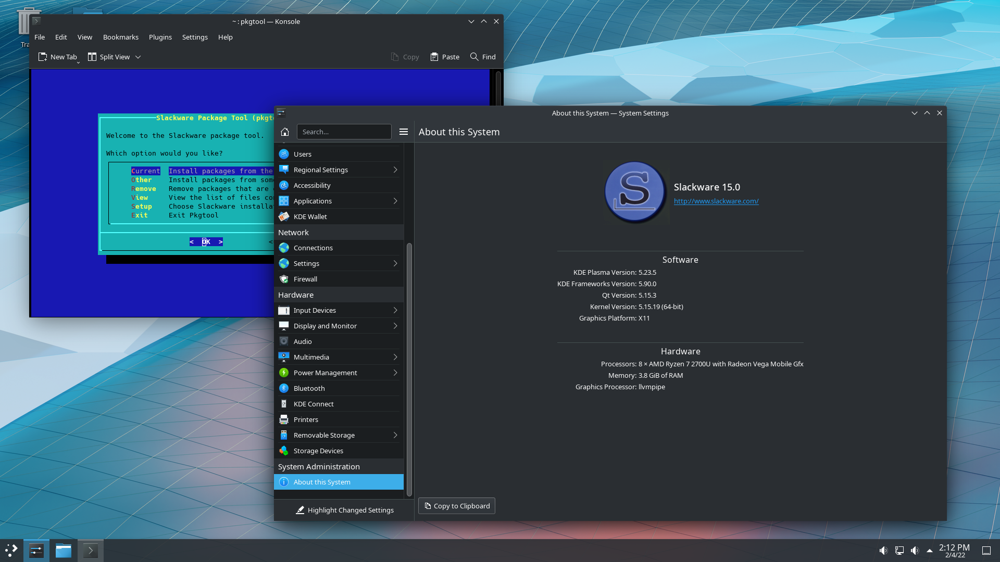 ~ : pkgtool — Konsole
File Edit View Bookmarks Plugins Settings Help
New Tab Split View Copy Paste Find
Slackware Package Tool
Welcome to the Slackware package tool.
Which option would you like?
Current Install packages from the
Other Install packages from
Remove Remove packages that are
View View the list of files
Setup Choose Slackware
Exit Exit Pkgtool
< OK > <
About this System — System Settings
Search...
About this System
Users
Regional Settings
Accessibility
Applications
KDE Wallet
Network
Connections
Settings
Firewall
Hardware
Input Devices
Display and Monitor
Audio
Multimedia
Power Management
Bluetooth
KDE Connect
Printers
Removable Storage
Storage Devices
System Administration
About this System
Highlight Changed Settings
S
Slackware 15.0
http://www.slackware.com/
Software
KDE Plasma Version: 5.23.5
KDE Frameworks Version: 5.90.0
Qt Version: 5.15.3
Kernel Version: 5.15.19 (64-bit)
Graphics Platform: X11
Hardware
Processors: 8 × AMD Ryzen 7 2700U with Radeon Vega Mobile Gfx
Memory: 3.8 GiB of RAM
Graphics Processor: llvmpipe
Copy to Clipboard
2:12 PM
2/4/22